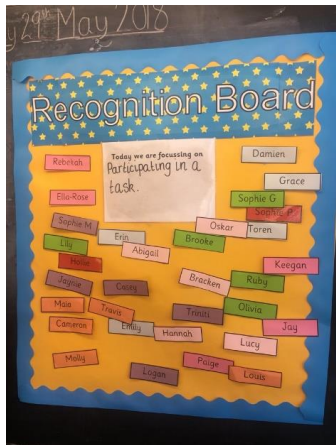 29th May 2018
Recognition Board
Today we are focussing on
Participating in a
task.
Rebekah
Damien
Grace
Ella-Rose
Sophie G
Sophie P
Sophie M
Oskar
Toren
Erin
Brooke
Lily
Abigail
Hollie
Keegan
Jaynie
Casey
Bracken
Ruby
Maia
Travis
Triniti
Olivia
Cameron
Emily
Hannah
Jay
Lucy
Molly
Paige
Logan
Louis